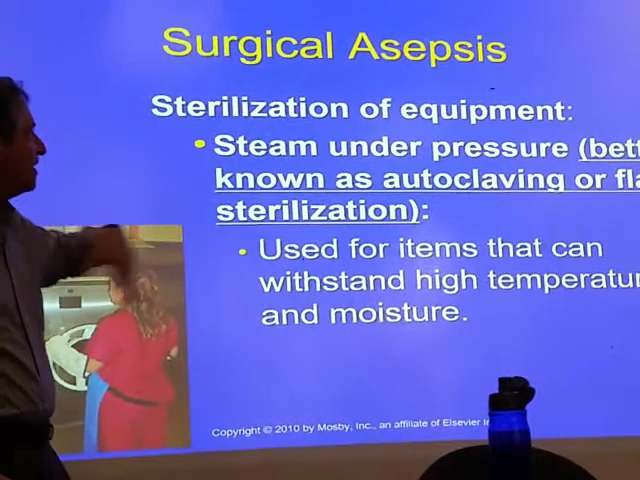 Surgical Asepsis
Sterilization of equipment:
• Steam under pressure (bett
known as autoclaving or fla
sterilization):
• Used for items that can
withstand high temperatur
and moisture.
Copyright © 2010 by Mosby, Inc., an affiliate of Elsevier